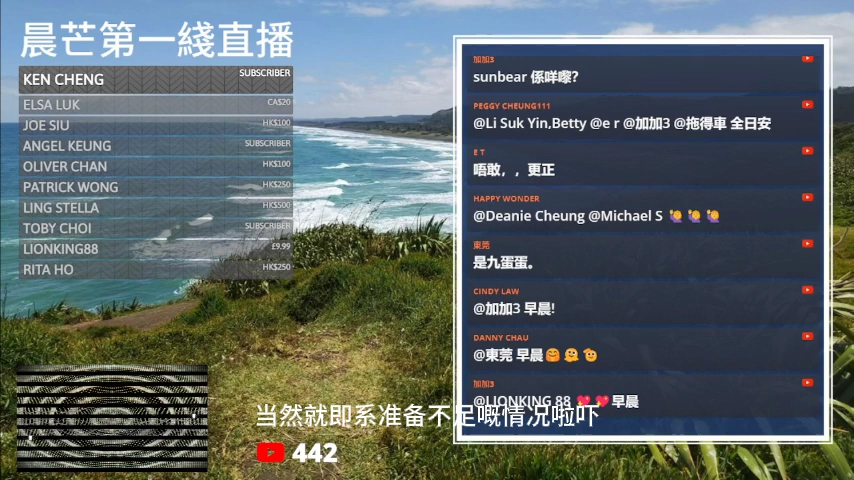 晨芒第一綫直播
KEN CHENG SUBSCRIBER
ELSA LUK CA$20
JOE SIU HK$100
ANGEL KEUNG SUBSCRIBER
OLIVER CHAN HK$100
PATRICK WONG HK$250
LING STELLA HK$500
TOBY CHOI SUBSCRIBER
LIONKING88 £9.99
RITA HO HK$250
加加3
sunbear 係咩嚟?
PEGGY CHEUNG111
@Li Suk Yin,Betty @e r @加加3 @拖得車 全日安
E T
唔敢，，更正
HAPPY WONDER
@Deanie Cheung @Michael S 🙋 🙋 🙋
東莞
是九蛋蛋。
CINDY LAW
@加加3 早晨!
DANNY CHAU
@東莞 早晨🤗 🫠 🫡
加加3
@LIONKING 88 💖 💖 早晨
当然就即系准备不足嘅情况啦吓
442